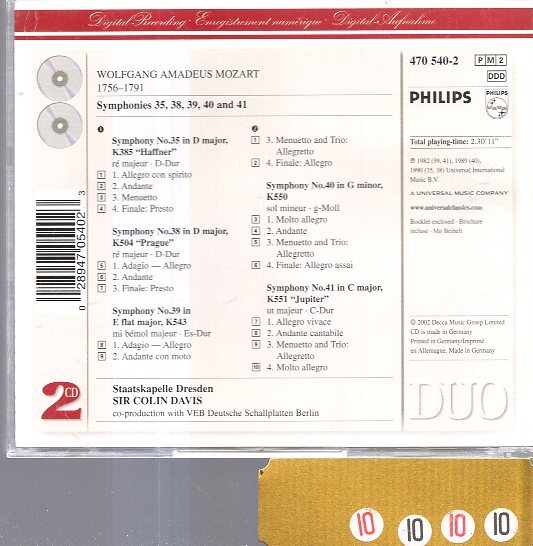 Digital Recording · Enregistrement numérique · Digital-Aufnahme
WOLFGANG AMADEUS MOZART
1756–1791
Symphonies 35, 38, 39, 40 and 41
1
Symphony No.35 in D major,
K385 “Haffner”
ré majeur · D-Dur
1 1. Allegro con spirito
2 2. Andante
3 3. Menuetto
4 4. Finale: Presto
Symphony No.38 in D major,
K504 “Prague”
ré majeur · D-Dur
5 1. Adagio — Allegro
6 2. Andante
7 3. Finale: Presto
Symphony No.39 in
E flat major, K543
mi bémol majeur · Es-Dur
8 1. Adagio — Allegro
9 2. Andante con moto
2
1 3. Menuetto and Trio:
Allegretto
2 4. Finale: Allegro
Symphony No.40 in G minor,
K550
sol mineur · g-Moll
3 1. Molto allegro
4 2. Andante
5 3. Menuetto and Trio:
Allegretto
6 4. Finale: Allegro assai
Symphony No.41 in C major,
K551 “Jupiter”
ut majeur · C-Dur
7 1. Allegro vivace
8 2. Andante cantabile
9 3. Menuetto and Trio:
Allegretto
10 4. Molto allegro
Staatskapelle Dresden
SIR COLIN DAVIS
co-production with VEB Deutsche Schallplatten Berlin
470 540-2
PM2
DDD
PHILIPS
PHILIPS
Total playing-time: 2.30'11"
℗ 1982 (39, 41), 1989 (40),
1990 (35, 38) Universal International
Music B.V.
A UNIVERSAL MUSIC COMPANY
www.universalclassics.com
Booklet enclosed · Brochure
incluse · Mit Beiheft
© 2002 Decca Music Group Limited
CD is made in Germany
Printed in Germany/Imprimé
en Allemagne. Made in Germany
DUO
2CD
0 28947 05402 3
10 10 10 10